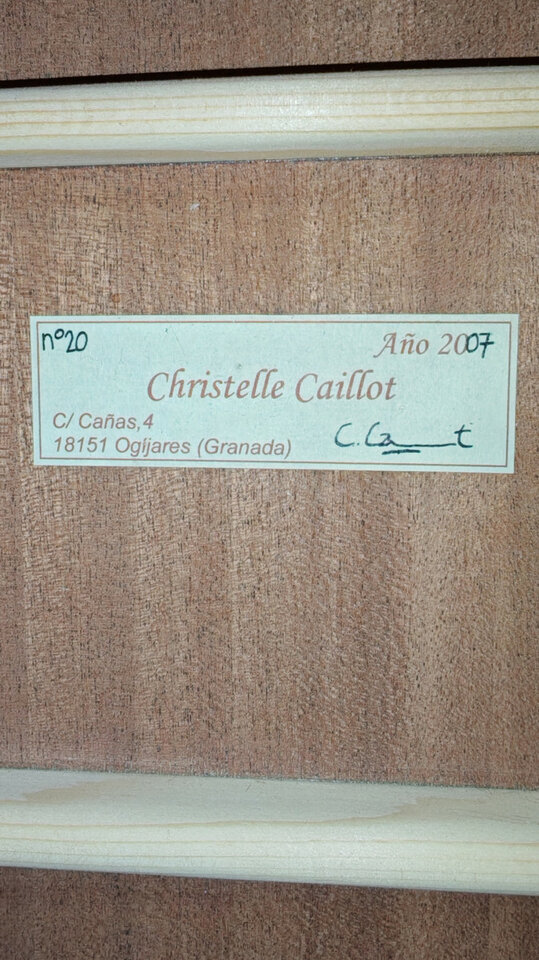 nº20
Año 2007
Christelle Caillot
C/ Cañas,4
18151 Ogíjares (Granada)